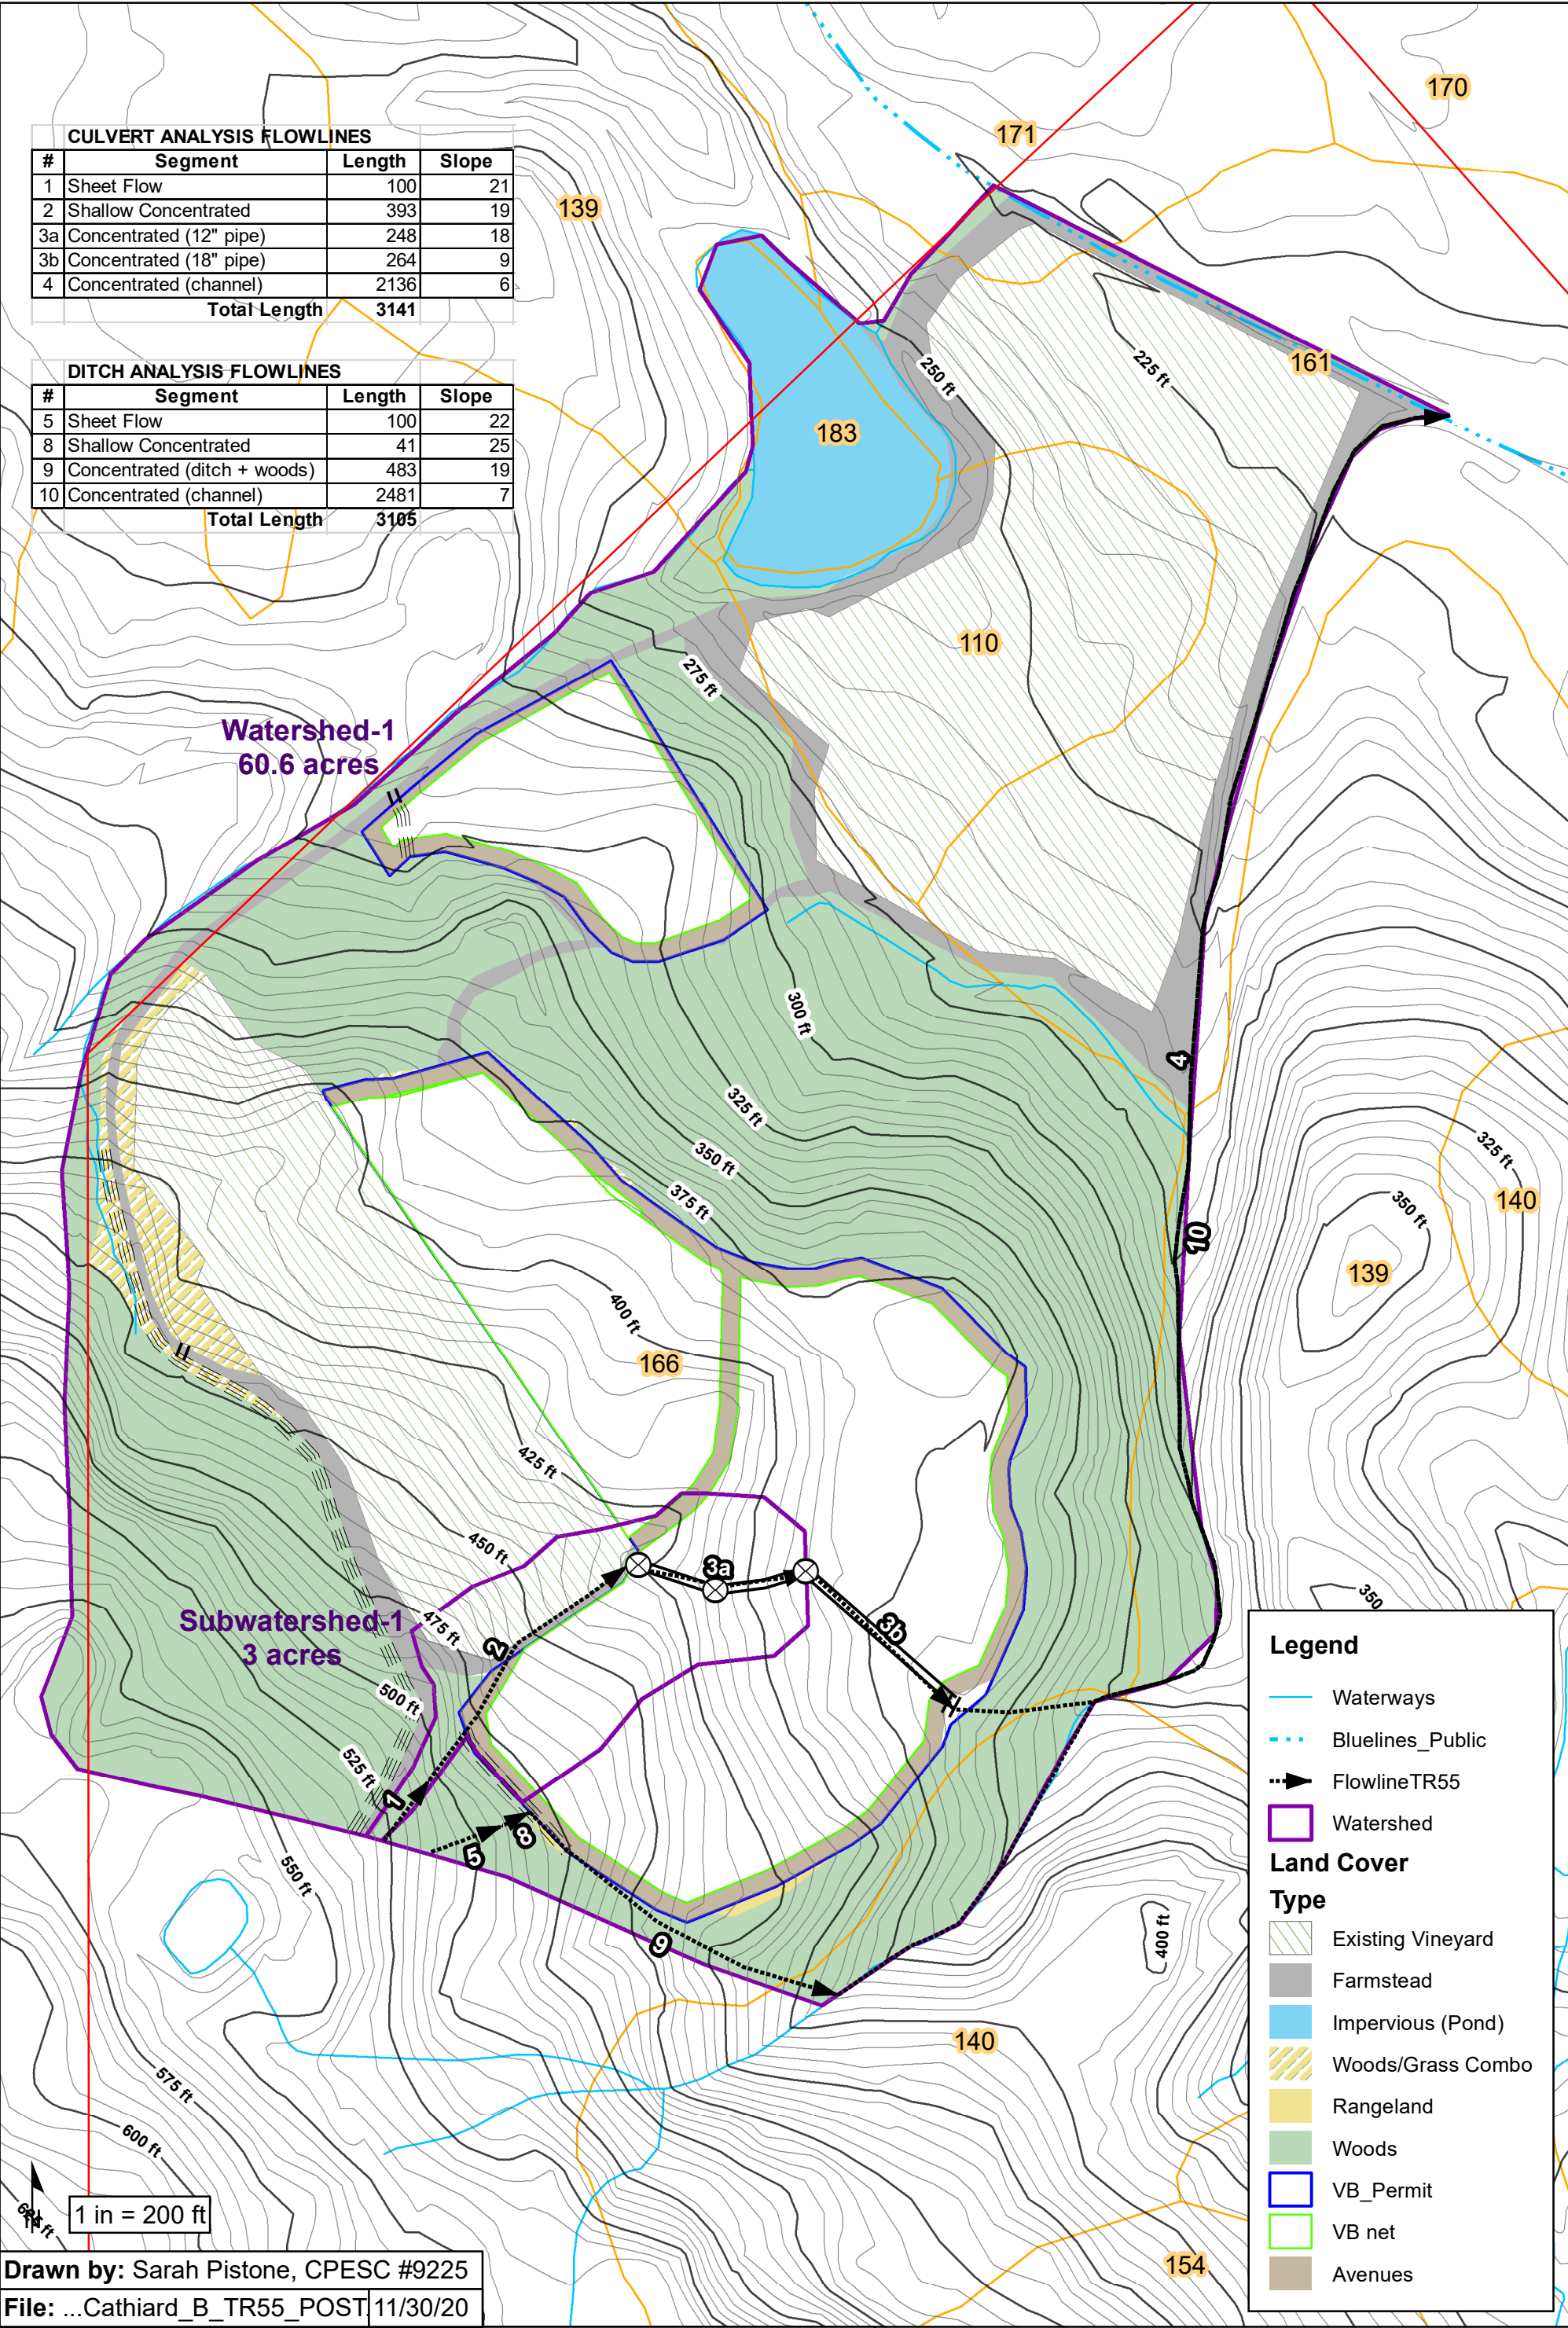 CULVERT ANALYSIS FLOWLINES
# Segment Length Slope
1 Sheet Flow 100 21
2 Shallow Concentrated 393 19
3a Concentrated (12" pipe) 248 18
3b Concentrated (18" pipe) 264 9
4 Concentrated (channel) 2136 6
Total Length 3141
DITCH ANALYSIS FLOWLINES
# Segment Length Slope
5 Sheet Flow 100 22
8 Shallow Concentrated 41 25
9 Concentrated (ditch + woods) 483 19
10 Concentrated (channel) 2481 7
Total Length 3105
170
171
139
161
250 ft
225 ft
183
110
275 ft
Watershed-1
60.6 acres
300 ft
4
325 ft
350 ft
375 ft
10
325 ft
140
350 ft
139
400 ft
166
425 ft
450 ft
3a
475 ft
2
3b
350
Subwatershed-1
3 acres
500 ft
525 ft
1
5
8
550 ft
9
400 ft
140
575 ft
600 ft
154
Legend
Waterways
Bluelines_Public
FlowlineTR55
Watershed
Land Cover
Type
Existing Vineyard
Farmstead
Impervious (Pond)
Woods/Grass Combo
Rangeland
Woods
VB_Permit
VB net
Avenues
1 in = 200 ft
Drawn by: Sarah Pistone, CPESC #9225
File: ...Cathiard_B_TR55_POST. 11/30/20